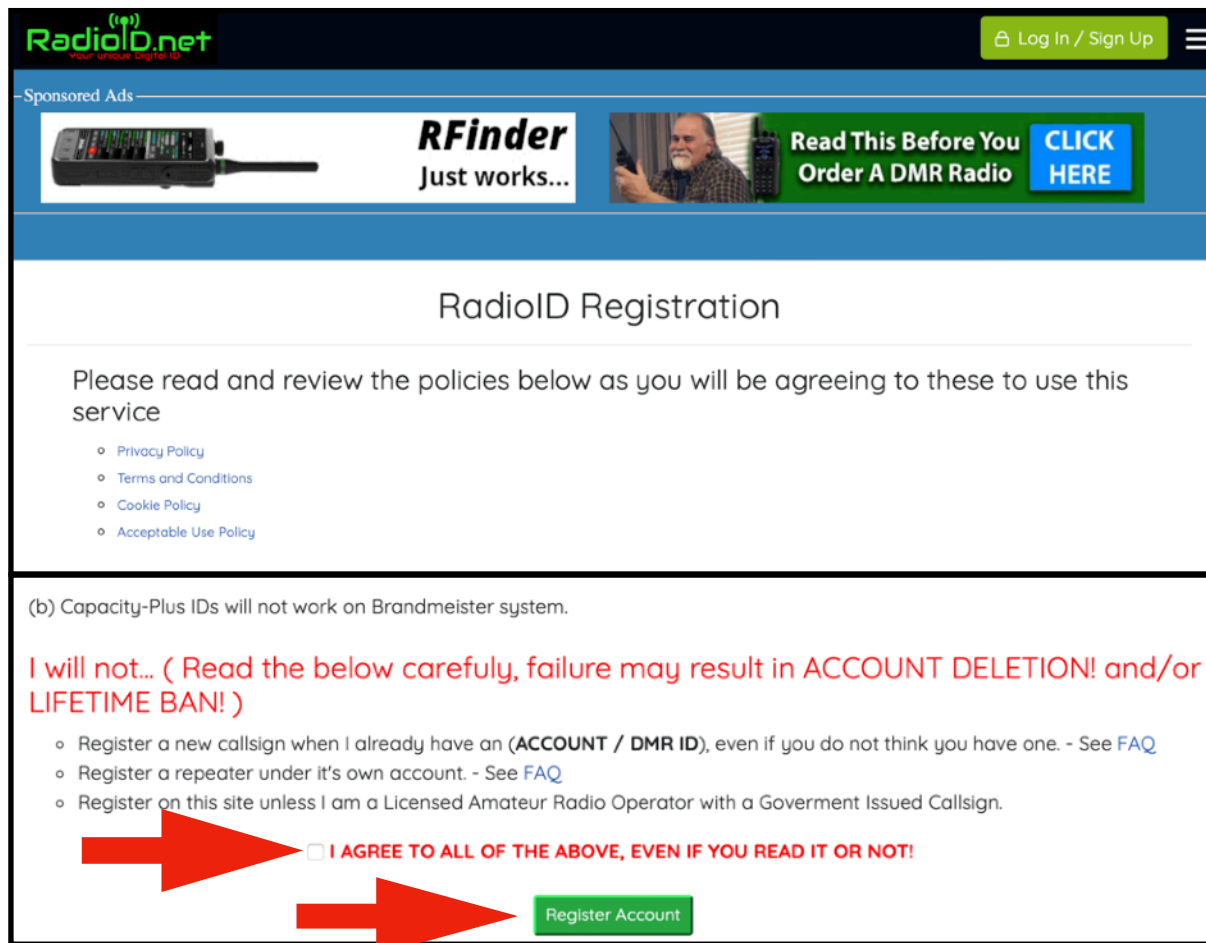 RadioID.net
Your unique Digital ID
Log In / Sign Up
Sponsored Ads
RFinder
Just works...
Read This Before You
Order A DMR Radio
CLICK
HERE
RadioID Registration
Please read and review the policies below as you will be agreeing to these to use this
service
Privacy Policy
Terms and Conditions
Cookie Policy
Acceptable Use Policy
(b) Capacity-Plus IDs will not work on Brandmeister system.
I will not... ( Read the below carefuly, failure may result in ACCOUNT DELETION! and/or
LIFETIME BAN! )
Register a new callsign when I already have an (ACCOUNT / DMR ID), even if you do not think you have one. - See FAQ
Register a repeater under it's own account. - See FAQ
Register on this site unless I am a Licensed Amateur Radio Operator with a Goverment Issued Callsign.
I AGREE TO ALL OF THE ABOVE, EVEN IF YOU READ IT OR NOT!
Register Account